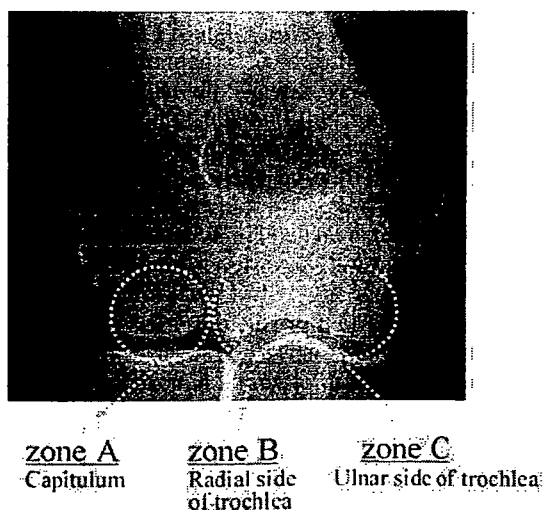 zone A
Capitulum
zone B
Radial side
of trochlea
zone C
Ulnar side of trochlea